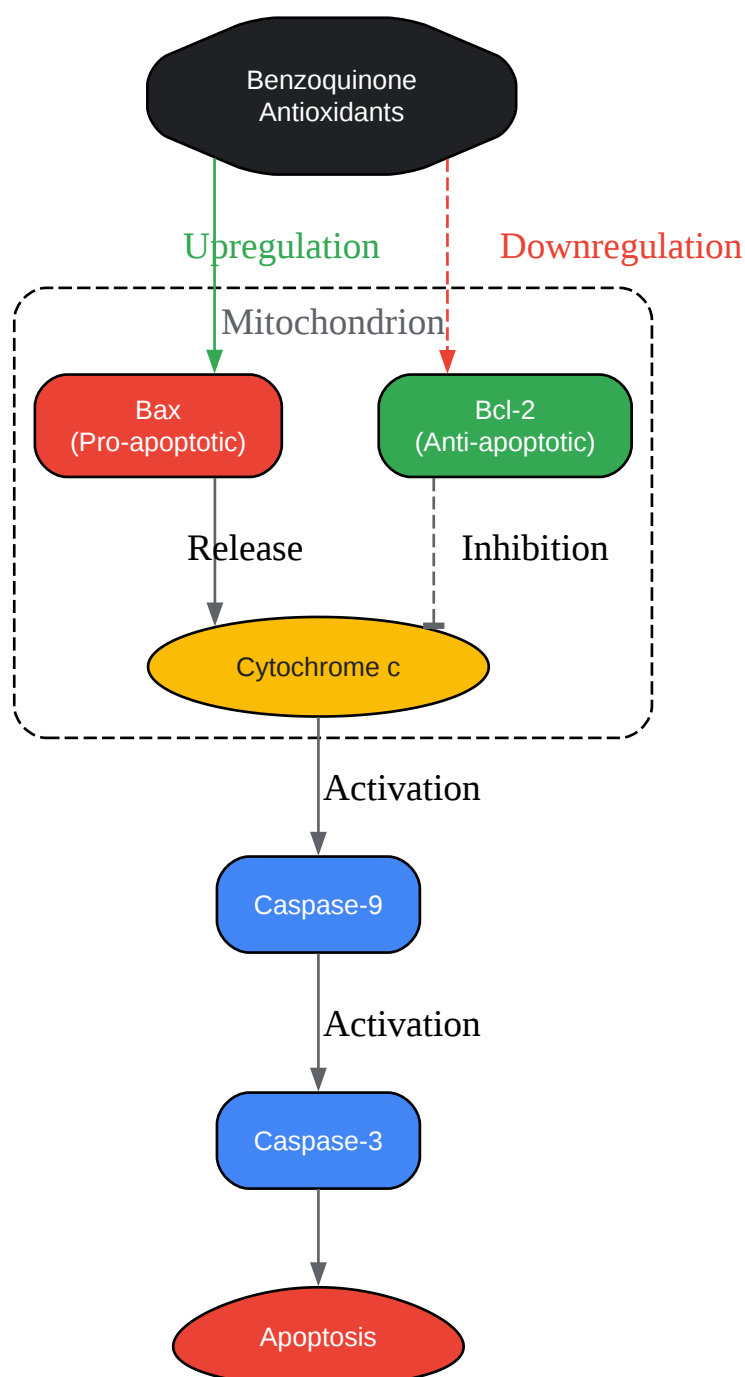 Benzoquinone
Antioxidants
Upregulation
Downregulation
Mitochondrion
Bax
(Pro-apoptotic)
Bcl-2
(Anti-apoptotic)
Release
Inhibition
Cytochrome c
Activation
Caspase-9
Activation
Caspase-3
Apoptosis